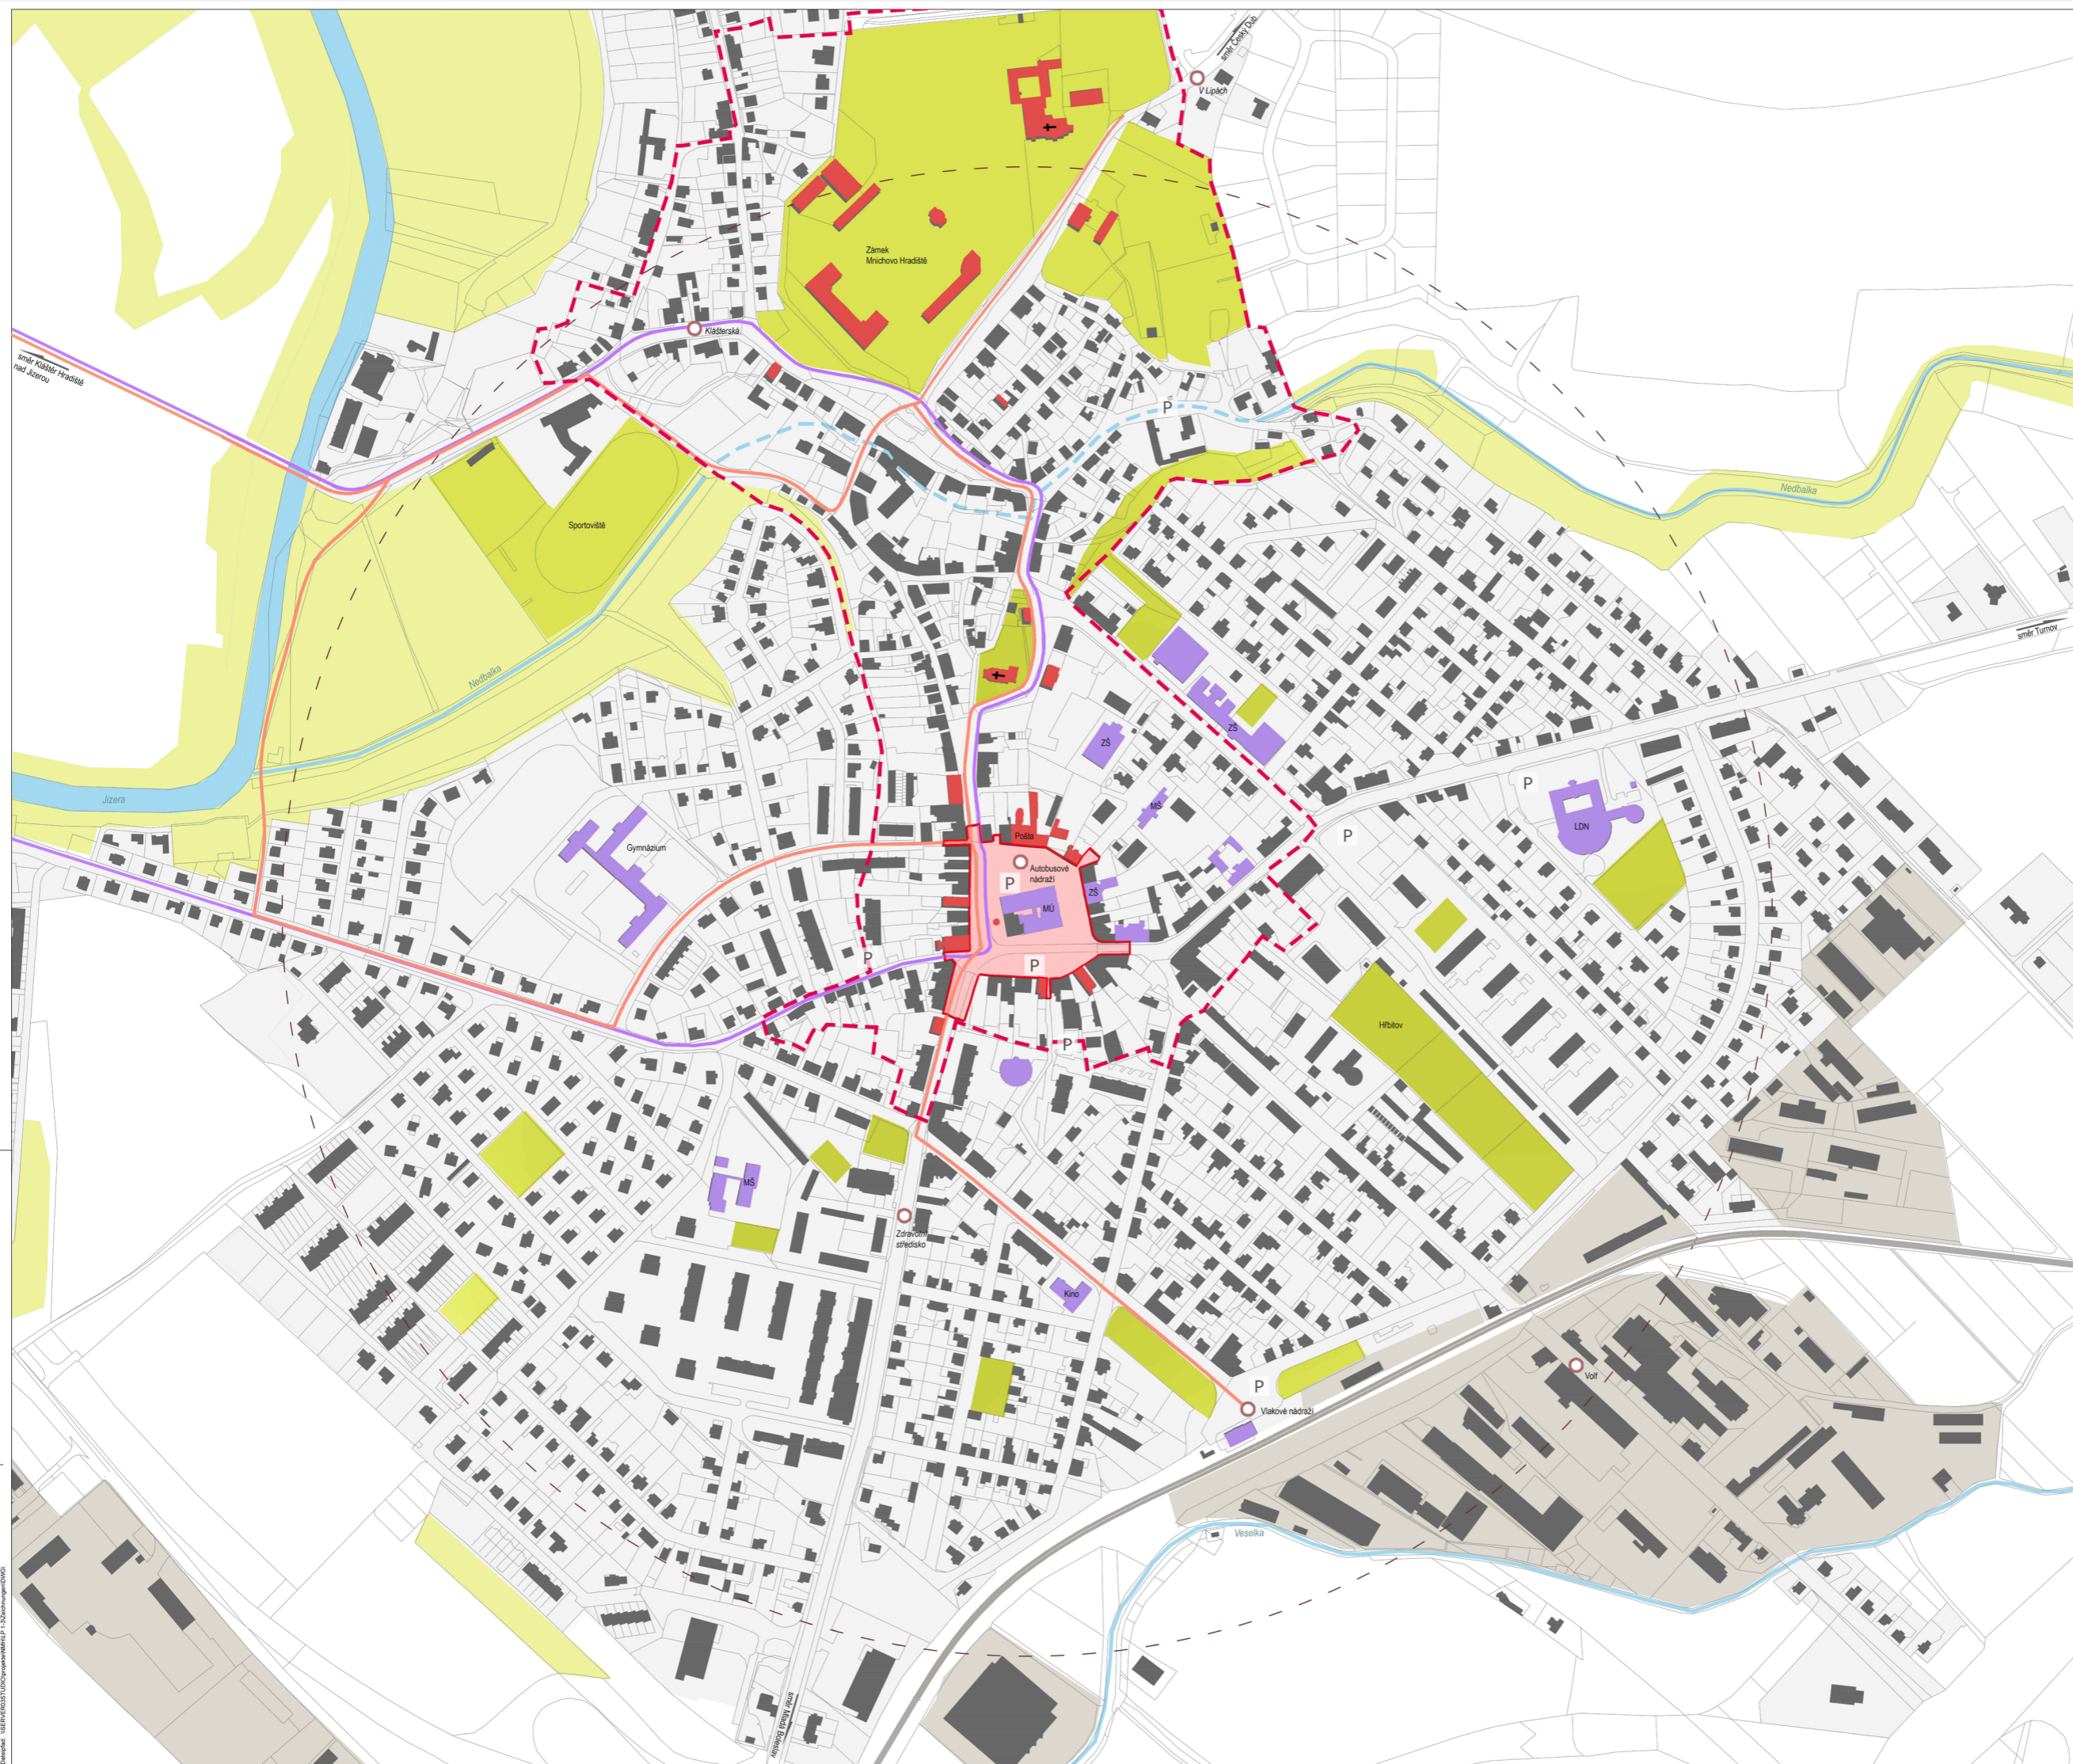 směr Český Dub
V Lipách
Zámek
Mnichovo Hradiště
Klášterská
směr Klášter Hradiště
nad Jizerou
P
Nedbalka
Sportoviště
směr Turnov
Nedbalka
ZŠ
ZŠ
P
Jizera
MŠ
LDN
Pošta
P
Gymnázium
Autobusové
nádraží
P
ZŠ
MÚ
P
P
Hřbitov
P
MŠ
Zdravotní
středisko
Kino
Volf
P
Vlakové nádraží
Veselka
směr Mladá Boleslav